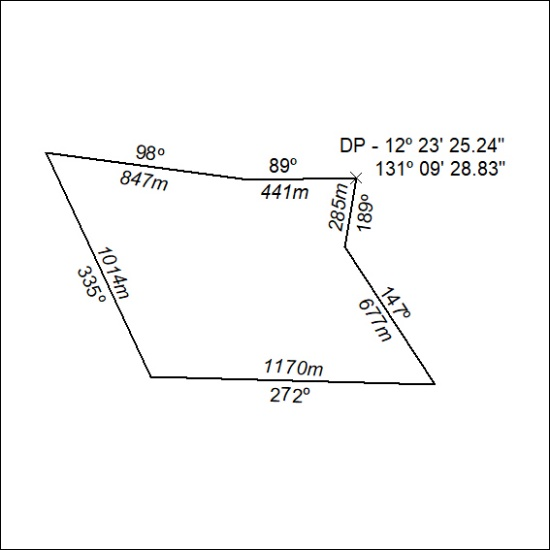 DP - 12º 23' 25.24"
131º 09' 28.83"
98º
847m
89º
441m
285m
189º
147º
677m
1170m
272º
1014m
335º